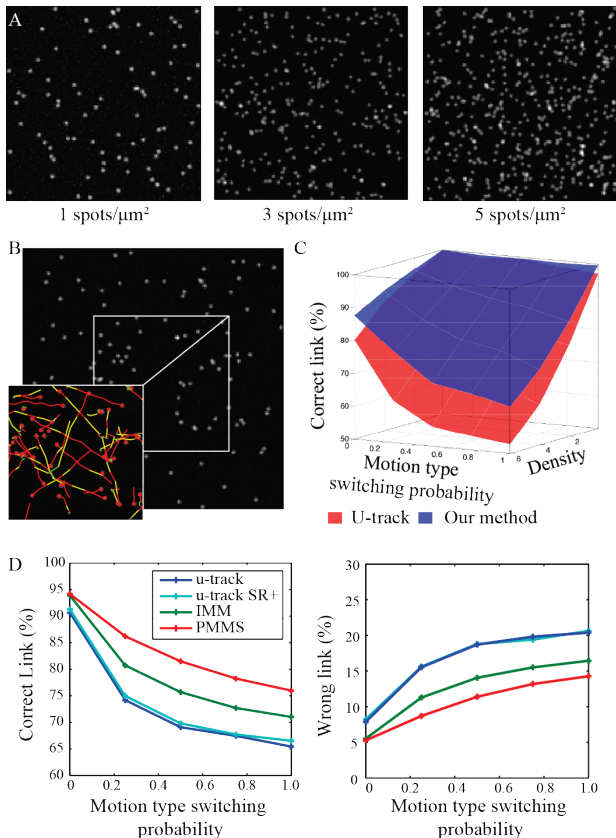 A
1 spots/μm²
3 spots/μm²
5 spots/μm²
B
C
100
90
80
70
60
50
Correct link (%)
0
0.2
0.4
0.6
0.8
1
Motion type
switching probability
6
4
2
Density
U-track
Our method
D
100
95
90
85
80
75
70
65
60
Correct Link (%)
u-track
u-track SR+
IMM
PMMS
0
0.2
0.4
0.6
0.8
1.0
Motion type switching
probability
30
25
20
15
10
5
0
Wrong link (%)
0
0.2
0.4
0.6
0.8
1.0
Motion type switching
probability